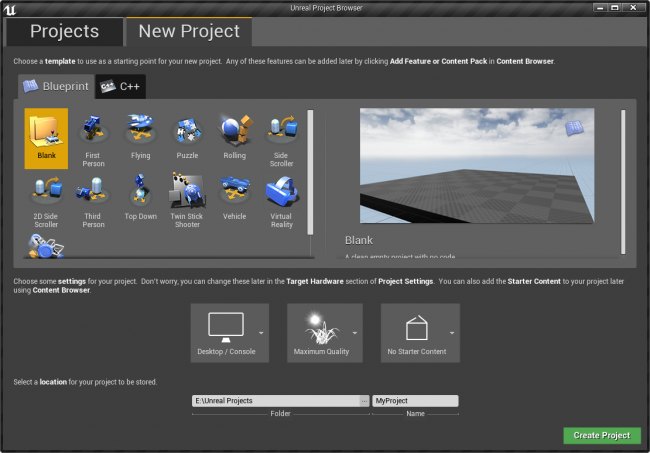 Unreal Project Browser
Projects
New Project
Choose a template to use as a starting point for your new project. Any of these features can be added later by clicking Add Feature or Content Pack in Content Browser.
Blueprint
C++
Blank
First
Person
Flying
Puzzle
Rolling
Side
Scroller
2D Side
Scroller
Third
Person
Top Down
Twin Stick
Shooter
Vehicle
Virtual
Reality
Blank
A clean empty project with no code.
Choose some settings for your project. Don't worry, you can change these later in the Target Hardware section of Project Settings. You can also add the Starter Content to your project later
using Content Browser.
Desktop / Console
Maximum Quality
No Starter Content
Select a location for your project to be stored.
E:\Unreal Projects
...
MyProject
Folder
Name
Create Project